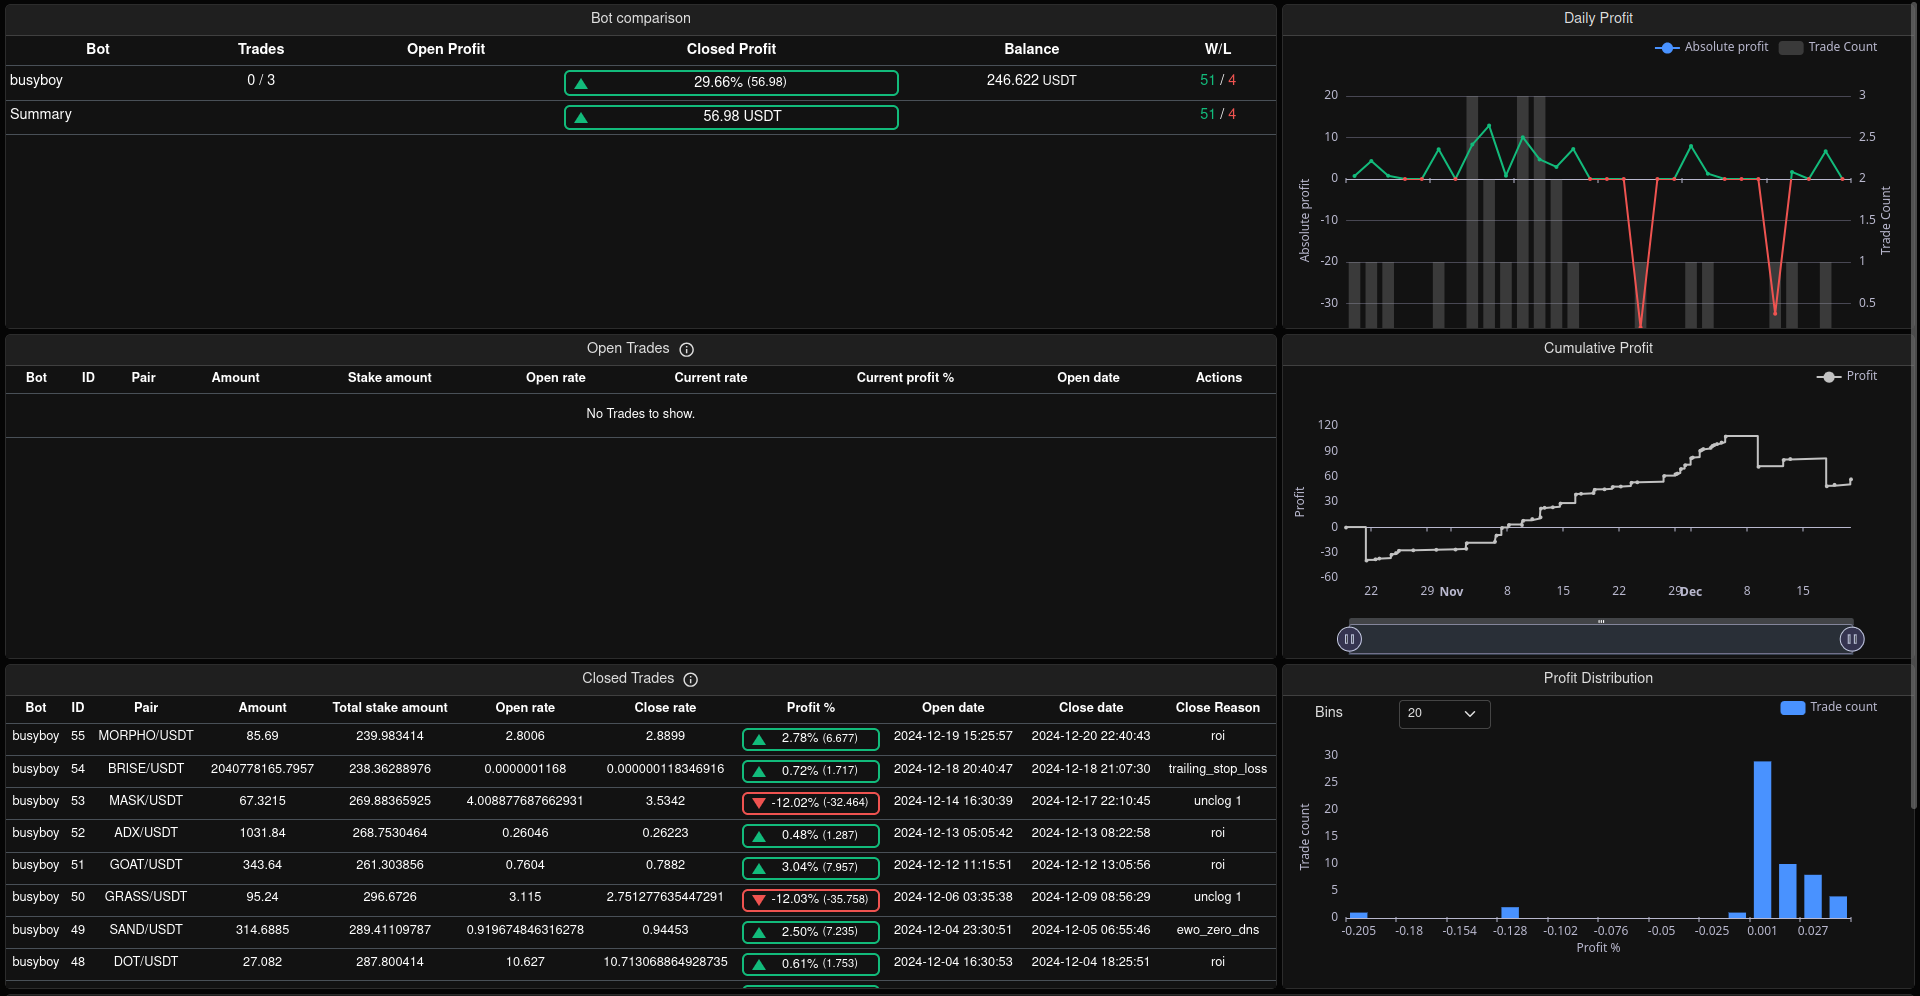 Bot comparison
Bot Trades Open Profit Closed Profit Balance W/L
busyboy 0 / 3 29.66% (56.98) 246.622 USDT 51 / 4
Summary 56.98 USDT 51 / 4
Daily Profit
Absolute profit Trade Count
20 3
10 2.5
0 2
-10 1.5
-20 1
-30 0.5
Absolute profit
Trade Count
Open Trades
Bot ID Pair Amount Stake amount Open rate Current rate Current profit % Open date Actions
No Trades to show.
Cumulative Profit
Profit
120
90
60
30
0
-30
-60
Profit
22 29 Nov 8 15 22 29 Dec 8 15
Closed Trades
Bot ID Pair Amount Total stake amount Open rate Close rate Profit % Open date Close date Close Reason
busyboy 55 MORPHO/USDT 85.69 239.983414 2.8006 2.8899 2.78% (6.677) 2024-12-19 15:25:57 2024-12-20 22:40:43 roi
busyboy 54 BRISE/USDT 2040778165.7957 238.36288976 0.0000001168 0.000000118346916 0.72% (1.717) 2024-12-18 20:40:47 2024-12-18 21:07:30 trailing_stop_loss
busyboy 53 MASK/USDT 67.3215 269.88365925 4.008877687662931 3.5342 -12.02% (-32.464) 2024-12-14 16:30:39 2024-12-17 22:10:45 unclog 1
busyboy 52 ADX/USDT 1031.84 268.7530464 0.26046 0.26223 0.48% (1.287) 2024-12-13 05:05:42 2024-12-13 08:22:58 roi
busyboy 51 GOAT/USDT 343.64 261.303856 0.7604 0.7882 3.04% (7.957) 2024-12-12 11:15:51 2024-12-12 13:05:56 roi
busyboy 50 GRASS/USDT 95.24 296.6726 3.115 2.751277635447291 -12.03% (-35.758) 2024-12-06 03:35:38 2024-12-09 08:56:29 unclog 1
busyboy 49 SAND/USDT 314.6885 289.41109787 0.919674846316278 0.94453 2.50% (7.235) 2024-12-04 23:30:51 2024-12-05 06:55:46 ewo_zero_dns
busyboy 48 DOT/USDT 27.082 287.800414 10.627 10.713068864928735 0.61% (1.753) 2024-12-04 16:30:53 2024-12-04 18:25:51 roi
Profit Distribution
Bins 20 Trade count
30
25
20
15
10
5
0
Trade count
-0.205 -0.18 -0.154 -0.128 -0.102 -0.076 -0.05 -0.025 0.001 0.027
Profit %